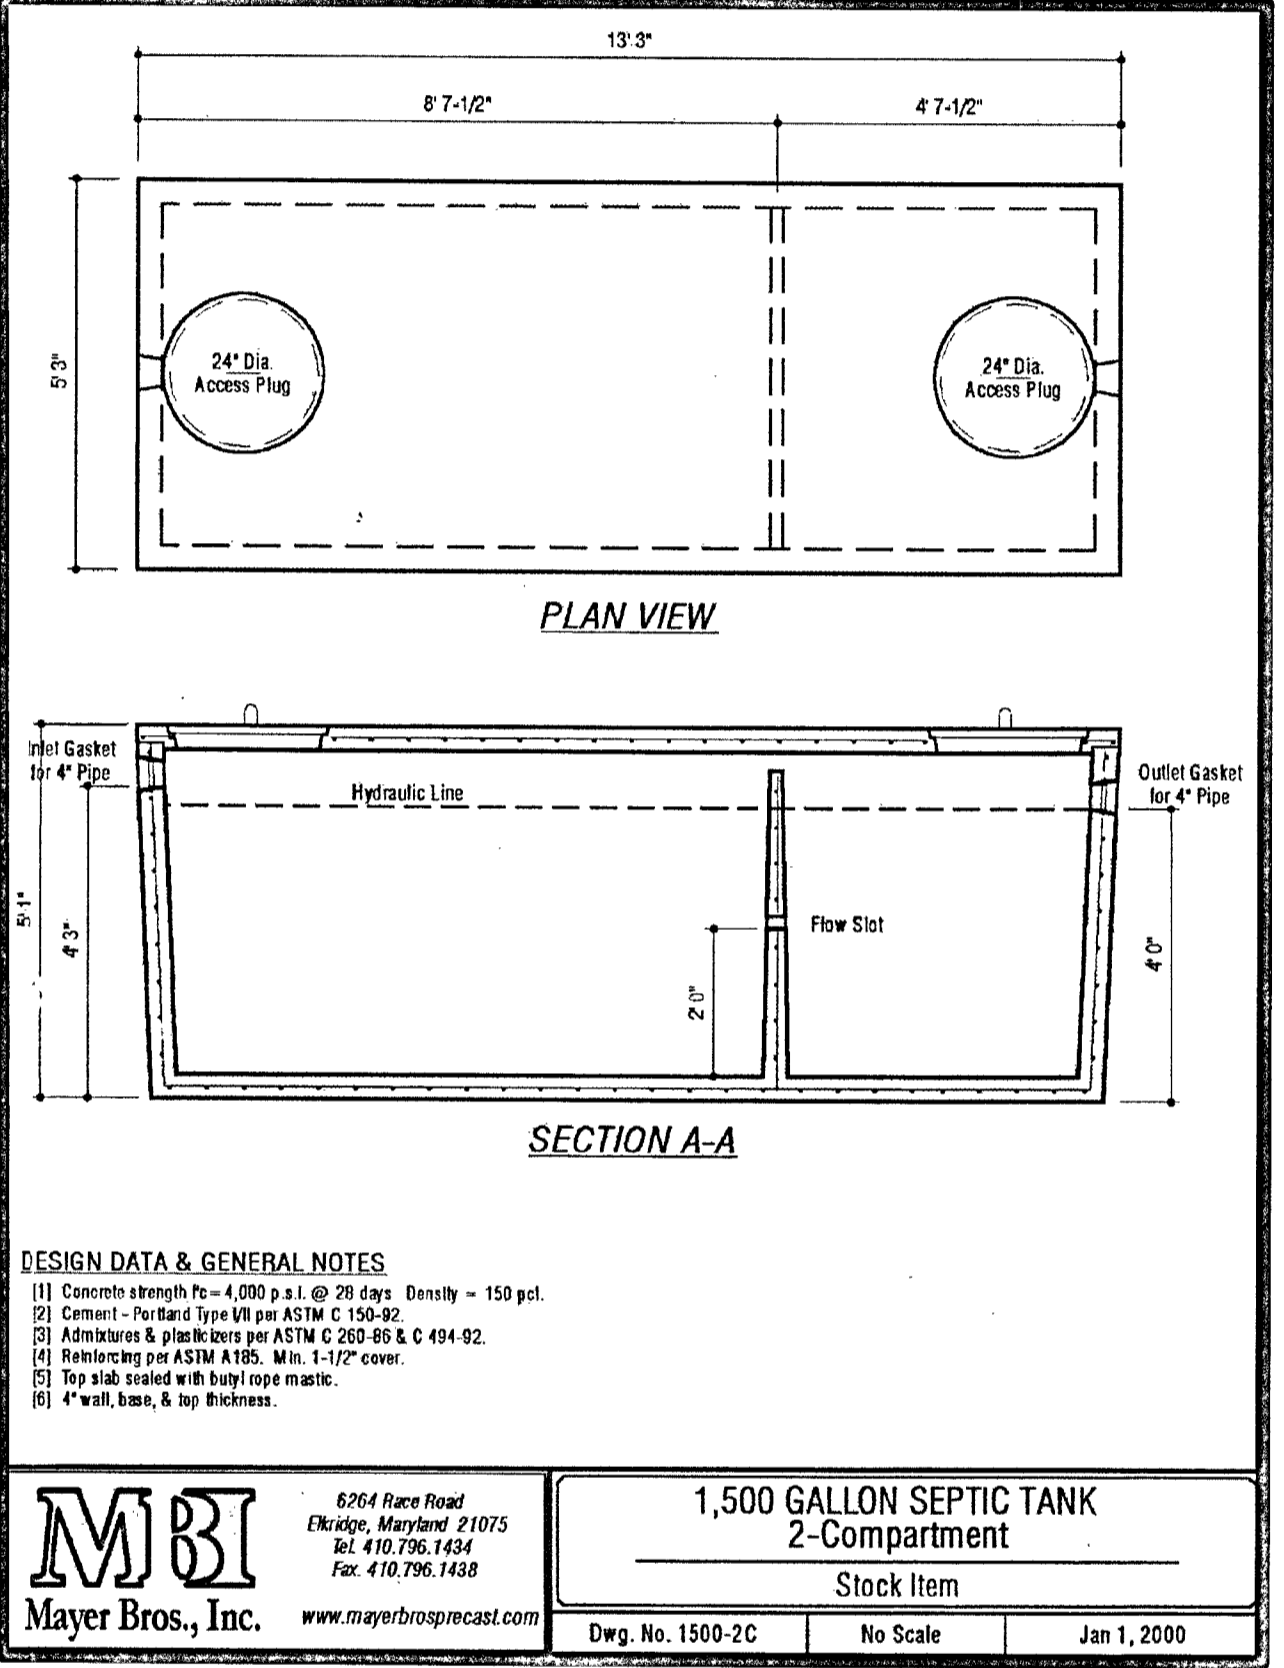 13'3"
8' 7-1/2"
4' 7-1/2"
5'3"
24" Dia.
Access Plug
24" Dia.
Access Plug
PLAN VIEW
Inlet Gasket
for 4" Pipe
Hydraulic Line
Outlet Gasket
for 4" Pipe
5'1"
4'3"
Flow Slot
2'0"
4'0"
SECTION A-A
DESIGN DATA & GENERAL NOTES
[1] Concrete strength f'c= 4,000 p.s.i. @ 28 days Density = 150 pcf.
[2] Cement - Portland Type I/II per ASTM C 150-92.
[3] Admixtures & plasticizers per ASTM C 260-86 & C 494-92.
[4] Reinforcing per ASTM A185. Min. 1-1/2" cover.
[5] Top slab sealed with butyl rope mastic.
[6] 4" wall, base, & top thickness.
MBI
Mayer Bros., Inc.
6264 Race Road
Elkridge, Maryland 21075
Tel. 410.796.1434
Fax. 410.796.1438
www.mayerbrosprecast.com
1,500 GALLON SEPTIC TANK
2-Compartment
Stock Item
Dwg. No. 1500-2C
No Scale
Jan 1, 2000